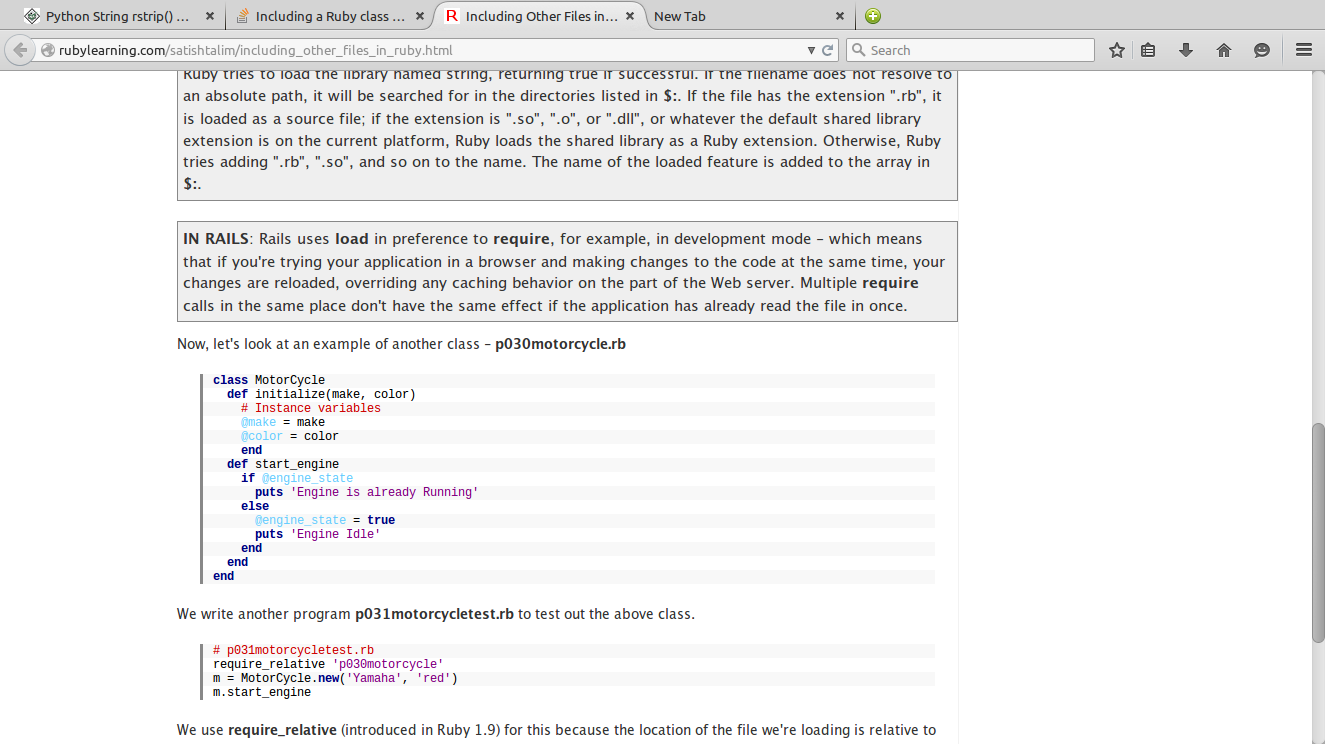 Python String rstrip() ...
Including a Ruby class ...
Including Other Files in...
New Tab
rubylearning.com/satishtalim/including_other_files_in_ruby.html
Search
Ruby tries to load the library named string, returning true if successful. If the filename does not resolve to
an absolute path, it will be searched for in the directories listed in $:. If the file has the extension ".rb", it
is loaded as a source file; if the extension is ".so", ".o", or ".dll", or whatever the default shared library
extension is on the current platform, Ruby loads the shared library as a Ruby extension. Otherwise, Ruby
tries adding ".rb", ".so", and so on to the name. The name of the loaded feature is added to the array in
$:.
IN RAILS: Rails uses load in preference to require, for example, in development mode – which means
that if you're trying your application in a browser and making changes to the code at the same time, your
changes are reloaded, overriding any caching behavior on the part of the Web server. Multiple require
calls in the same place don't have the same effect if the application has already read the file in once.
Now, let's look at an example of another class – p030motorcycle.rb
class MotorCycle
  def initialize(make, color)
    # Instance variables
    @make = make
    @color = color
    end
  def start_engine
    if @engine_state
      puts 'Engine is already Running'
    else
      @engine_state = true
      puts 'Engine Idle'
    end
  end
end
We write another program p031motorcycletest.rb to test out the above class.
# p031motorcycletest.rb
require_relative 'p030motorcycle'
m = MotorCycle.new('Yamaha', 'red')
m.start_engine
We use require_relative (introduced in Ruby 1.9) for this because the location of the file we're loading is relative to